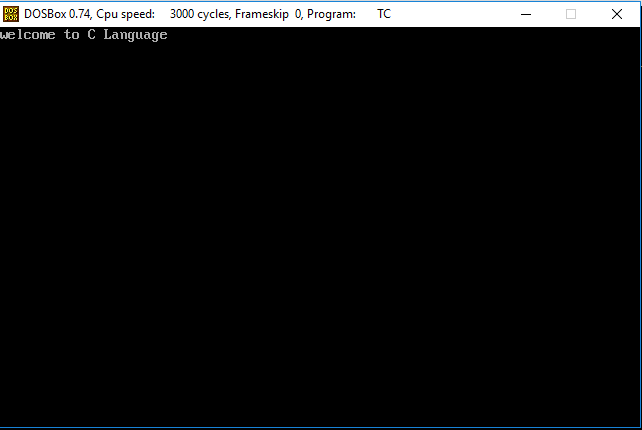 DOSBox 0.74, Cpu speed: 3000 cycles, Frameskip 0, Program: TC
welcome to C Language